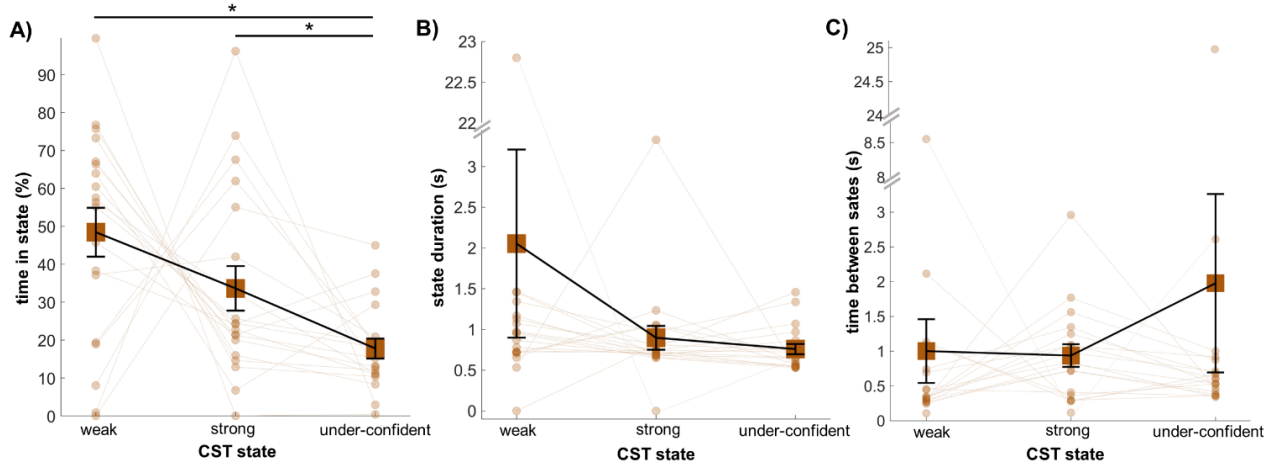 A)
*
*
time in state (%)
90
80
70
60
50
40
30
20
10
0
weak strong under-confident
CST state
B)
state duration (s)
23
22.5
22
3
2.5
2
1.5
1
0.5
0
weak strong under-confident
CST state
C)
time between sates (s)
25
24.5
24
8.5
8
3
2.5
2
1.5
1
0.5
0
weak strong under-confident
CST state